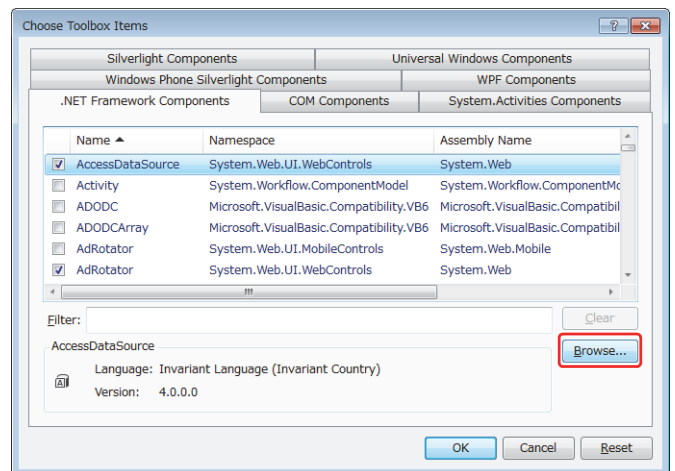 Choose Toolbox Items
Silverlight Components Universal Windows Components
Windows Phone Silverlight Components WPF Components
.NET Framework Components COM Components System.Activities Components
Name Namespace Assembly Name
AccessDataSource System.Web.UI.WebControls System.Web
Activity System.Workflow.ComponentModel System.Workflow.ComponentMo
ADODC Microsoft.VisualBasic.Compatibility.VB6 Microsoft.VisualBasic.Compatibil
ADODCArray Microsoft.VisualBasic.Compatibility.VB6 Microsoft.VisualBasic.Compatibil
AdRotator System.Web.UI.MobileControls System.Web.Mobile
AdRotator System.Web.UI.WebControls System.Web
Filter: Clear
AccessDataSource Browse...
Language: Invariant Language (Invariant Country)
Version: 4.0.0.0
OK Cancel Reset